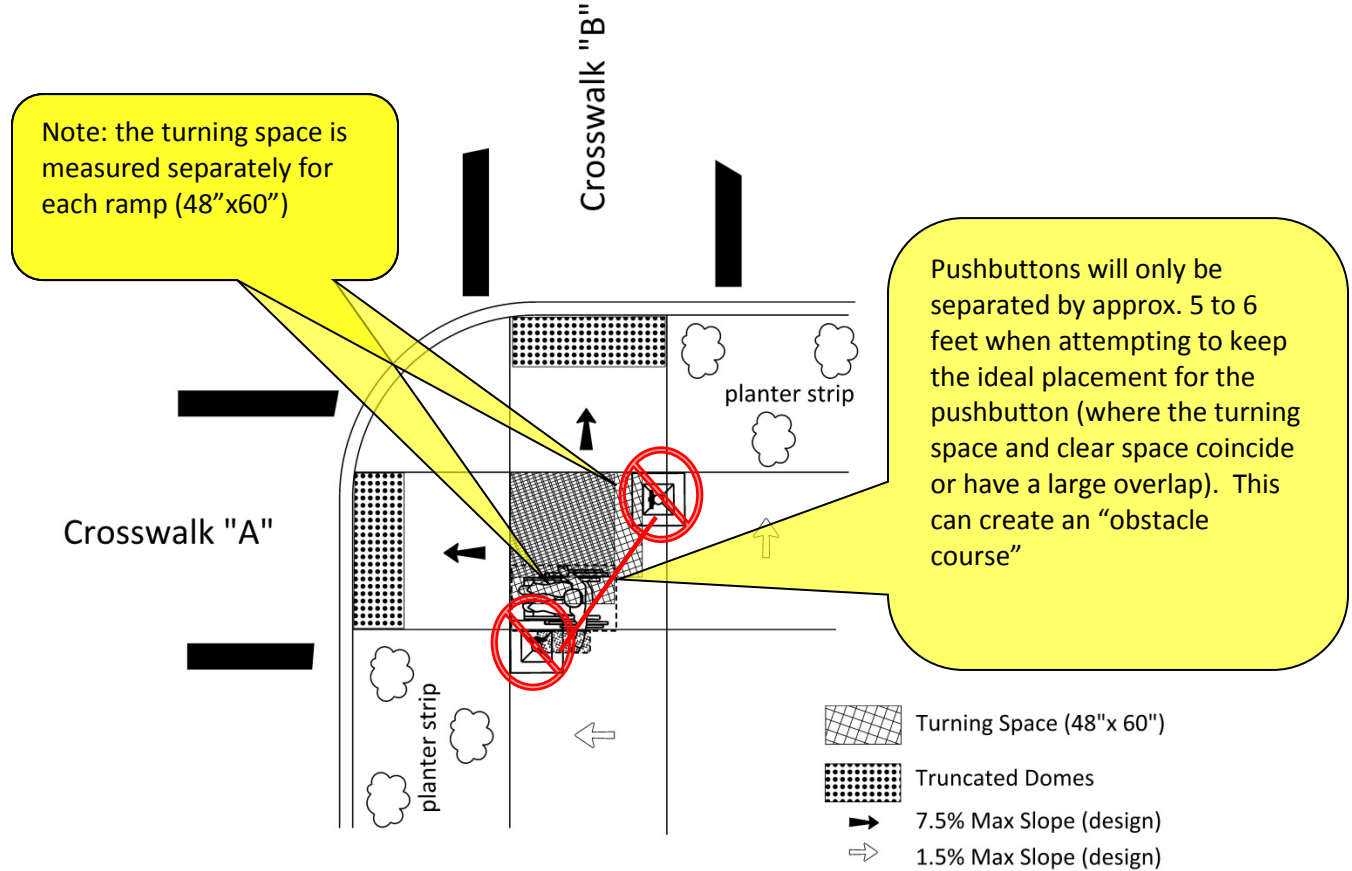 Crosswalk "B"
Note: the turning space is
measured separately for
each ramp (48”x60”)
Pushbuttons will only be
separated by approx. 5 to 6
feet when attempting to keep
the ideal placement for the
pushbutton (where the turning
space and clear space coincide
or have a large overlap).  This
can create an “obstacle
course”
planter strip
Crosswalk "A"
planter strip
Turning Space (48"x 60")
Truncated Domes
7.5% Max Slope (design)
1.5% Max Slope (design)